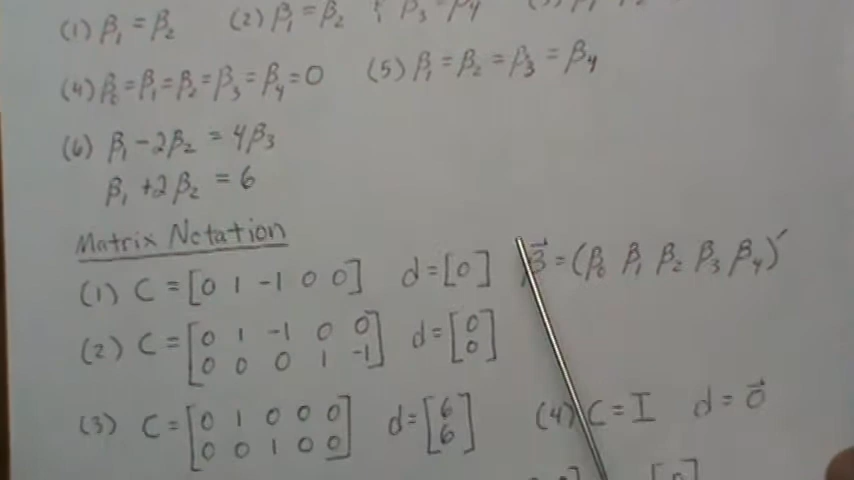 (1) β₁ = β₂ (2) β₁ = β₂ ; β₃ = β₄
(4) β₀ = β₁ = β₂ = β₃ = β₄ = 0 (5) β₁ = β₂ = β₃ = β₄
(6) β₁ - 2β₂ = 4β₃
β₁ + 2β₂ = 6
Matrix Notation
(1) C = [0 1 -1 0 0] d = [0] β⃗ = (β₀ β₁ β₂ β₃ β₄)′
(2) C = [0 1 -1 0 0; 0 0 0 1 -1] d = [0; 0]
(3) C = [0 1 0 0 0; 0 0 1 0 0] d = [6; 6] (4) C = I d = 0⃗